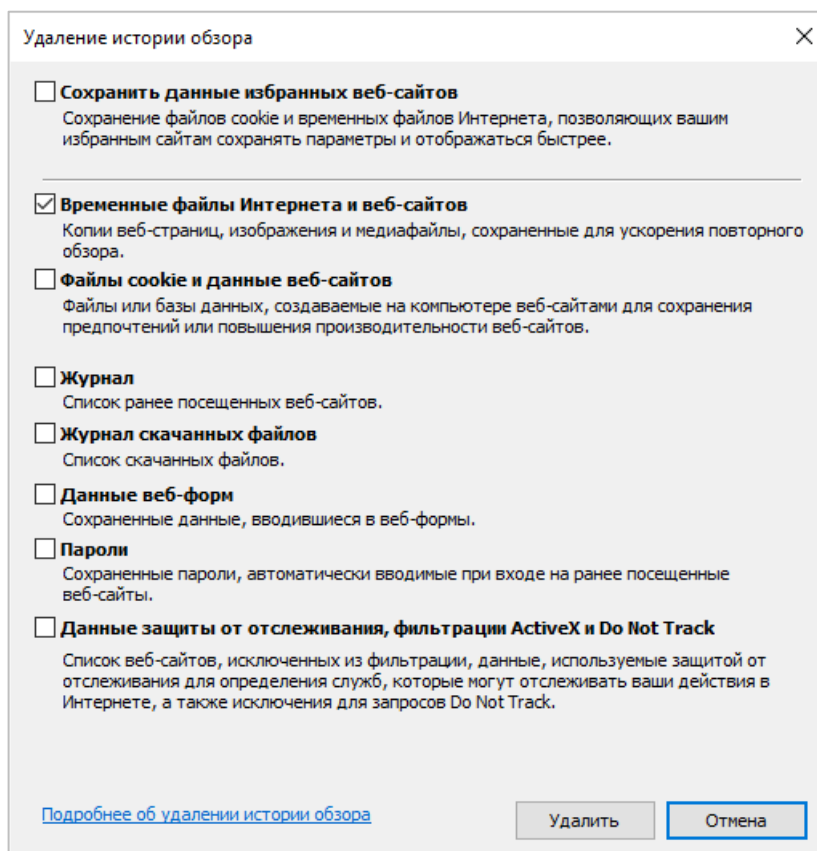 Удаление истории обзора
Сохранить данные избранных веб-сайтов
Сохранение файлов cookie и временных файлов Интернета, позволяющих вашим
избранным сайтам сохранять параметры и отображаться быстрее.
Временные файлы Интернета и веб-сайтов
Копии веб-страниц, изображения и медиафайлы, сохраненные для ускорения повторного
обзора.
Файлы cookie и данные веб-сайтов
Файлы или базы данных, создаваемые на компьютере веб-сайтами для сохранения
предпочтений или повышения производительности веб-сайтов.
Журнал
Список ранее посещенных веб-сайтов.
Журнал скачанных файлов
Список скачанных файлов.
Данные веб-форм
Сохраненные данные, вводившиеся в веб-формы.
Пароли
Сохраненные пароли, автоматически вводимые при входе на ранее посещенные
веб-сайты.
Данные защиты от отслеживания, фильтрации ActiveX и Do Not Track
Список веб-сайтов, исключенных из фильтрации, данные, используемые защитой от
отслеживания для определения служб, которые могут отслеживать ваши действия в
Интернете, а также исключения для запросов Do Not Track.
Подробнее об удалении истории обзора
Удалить
Отмена